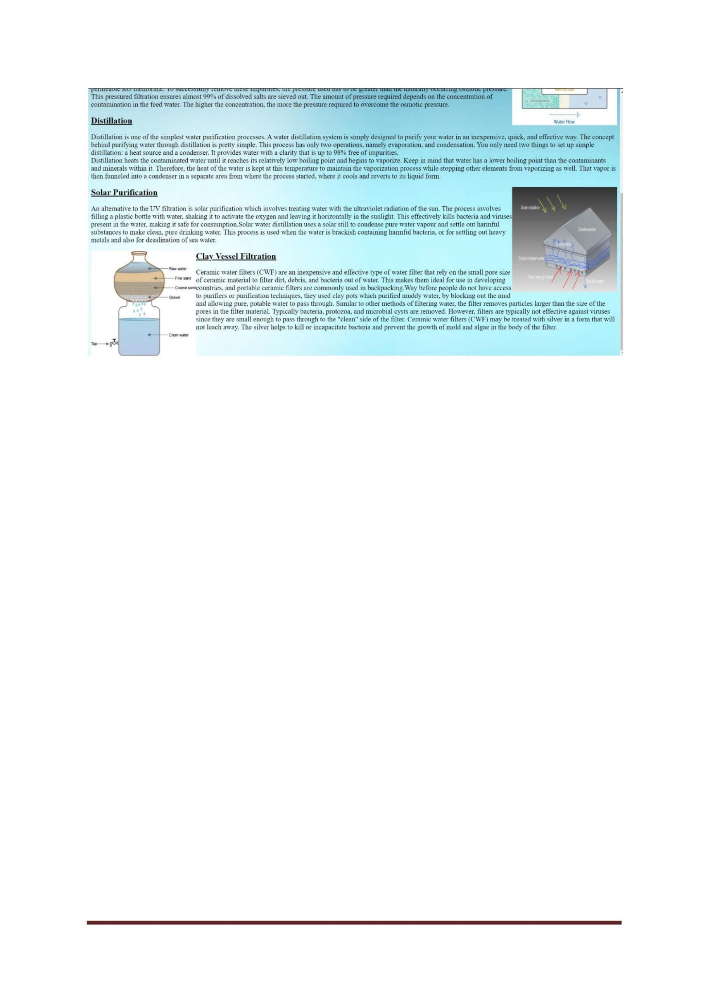 permeable RO membrane. To successfully remove these impurities, the pressure used has to be greater than the naturally occurring osmotic pressure.
This pressured filtration ensures almost 99% of dissolved salts are sieved out. The amount of pressure required depends on the concentration of
contamination in the feed water. The higher the concentration, the more the pressure required to overcome the osmotic pressure.
Membrane
Contaminants
Water Flow
Distillation
Distillation is one of the simplest water purification processes. A water distillation system is simply designed to purify your water in an inexpensive, quick, and effective way. The concept
behind purifying water through distillation is pretty simple. This process has only two operations, namely evaporation, and condensation. You only need two things to set up simple
distillation: a heat source and a condenser. It provides water with a clarity that is up to 98% free of impurities.
Distillation heats the contaminated water until it reaches its relatively low boiling point and begins to vaporize. Keep in mind that water has a lower boiling point than the contaminants
and minerals within it. Therefore, the heat of the water is kept at this temperature to maintain the vaporization process while stopping other elements from vaporizing as well. That vapor is
then funneled into a condenser in a separate area from where the process started, where it cools and reverts to its liquid form.
Solar Purification
An alternative to the UV filtration is solar purification which involves treating water with the ultraviolet radiation of the sun. The process involves
filling a plastic bottle with water, shaking it to activate the oxygen and leaving it horizontally in the sunlight. This effectively kills bacteria and viruses
present in the water, making it safe for consumption.Solar water distillation uses a solar still to condense pure water vapour and settle out harmful
substances to make clean, pure drinking water. This process is used when the water is brackish containing harmful bacteria, or for settling out heavy
metals and also for desalination of sea water.
Solar radiation
Condensation
Contaminated water
Solar energy (heat)
Distilled water
Clay Vessel Filtration
Ceramic water filters (CWF) are an inexpensive and effective type of water filter that rely on the small pore size
of ceramic material to filter dirt, debris, and bacteria out of water. This makes them ideal for use in developing
countries, and portable ceramic filters are commonly used in backpacking.Way before people do not have access
to purifiers or purification techniques, they used clay pots which purified muddy water, by blocking out the mud
and allowing pure, potable water to pass through. Similar to other methods of filtering water, the filter removes particles larger than the size of the
pores in the filter material. Typically bacteria, protozoa, and microbial cysts are removed. However, filters are typically not effective against viruses
since they are small enough to pass through to the "clean" side of the filter. Ceramic water filters (CWF) may be treated with silver in a form that will
not leach away. The silver helps to kill or incapacitate bacteria and prevent the growth of mold and algae in the body of the filter.
Raw water
Fine sand
Coarse sand
Gravel
Clean water
Tap